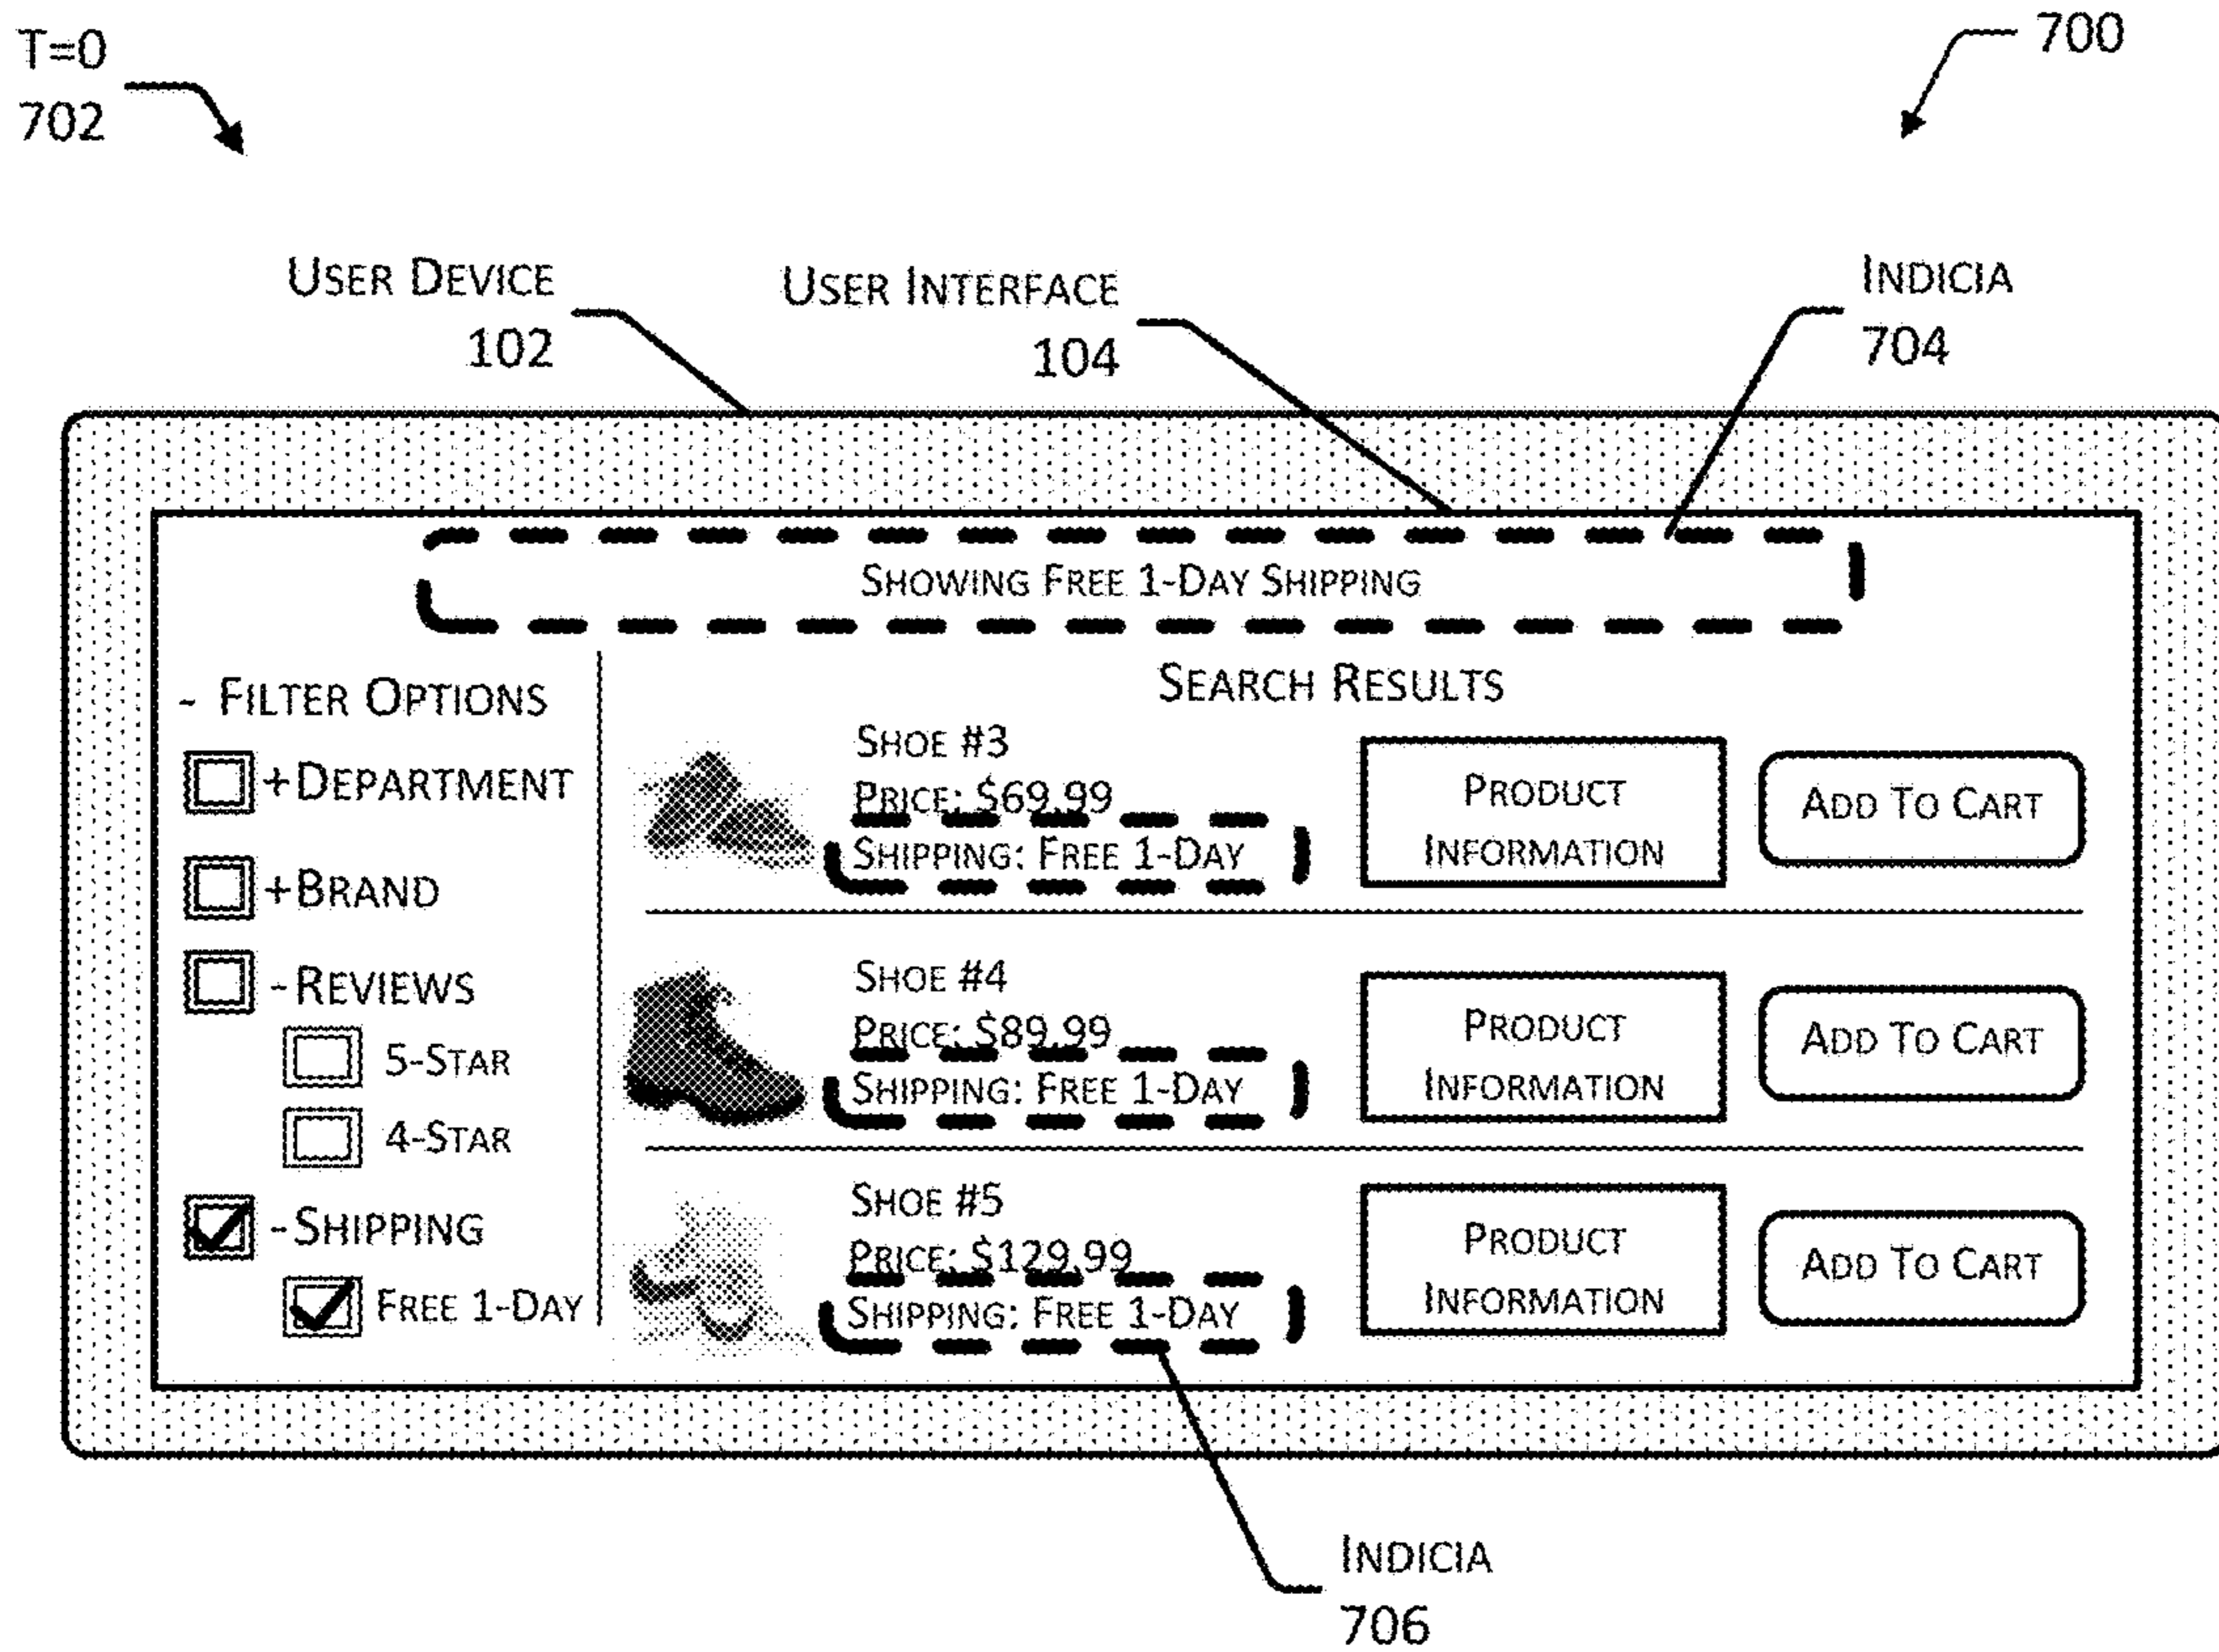 T=0
702
700
USER DEVICE
102
USER INTERFACE
104
INDICIA
704
SHOWING FREE 1-DAY SHIPPING
- FILTER OPTIONS
+DEPARTMENT
+BRAND
-REVIEWS
5-STAR
4-STAR
-SHIPPING
FREE 1-DAY
SEARCH RESULTS
SHOE #3
PRICE: $69.99
SHIPPING: FREE 1-DAY
PRODUCT
INFORMATION
ADD TO CART
SHOE #4
PRICE: $89.99
SHIPPING: FREE 1-DAY
PRODUCT
INFORMATION
ADD TO CART
SHOE #5
PRICE: $129.99
SHIPPING: FREE 1-DAY
PRODUCT
INFORMATION
ADD TO CART
INDICIA
706